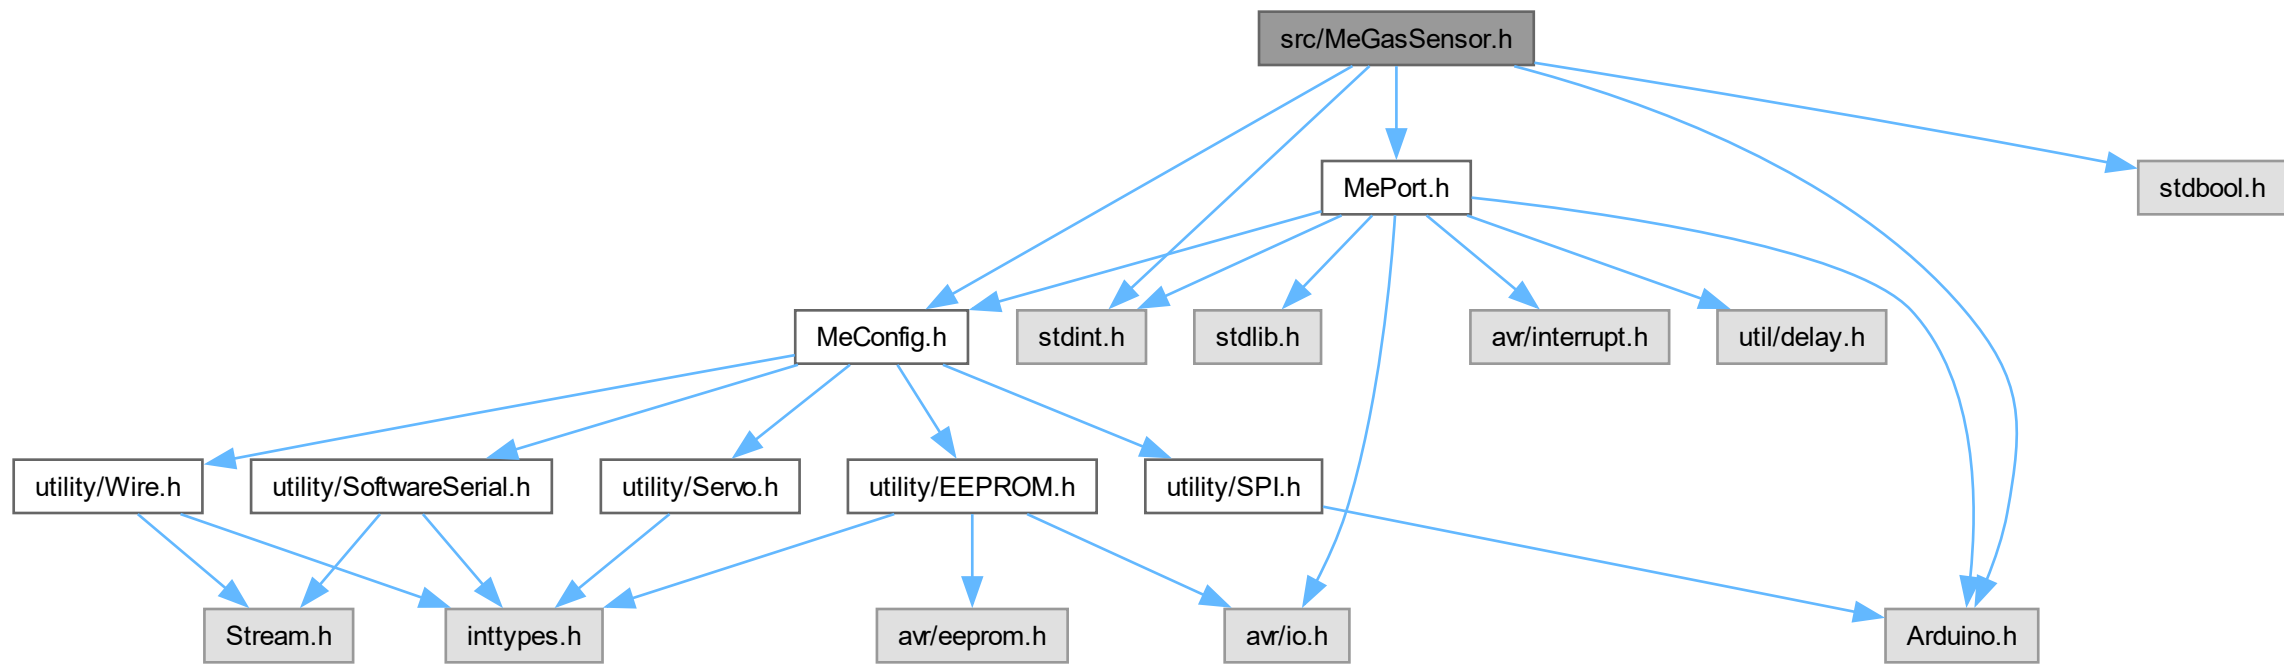 src/MeGasSensor.h
MePort.h
stdbool.h
MeConfig.h
stdint.h
stdlib.h
avr/interrupt.h
util/delay.h
utility/Wire.h
utility/SoftwareSerial.h
utility/Servo.h
utility/EEPROM.h
utility/SPI.h
Stream.h
inttypes.h
avr/eeprom.h
avr/io.h
Arduino.h